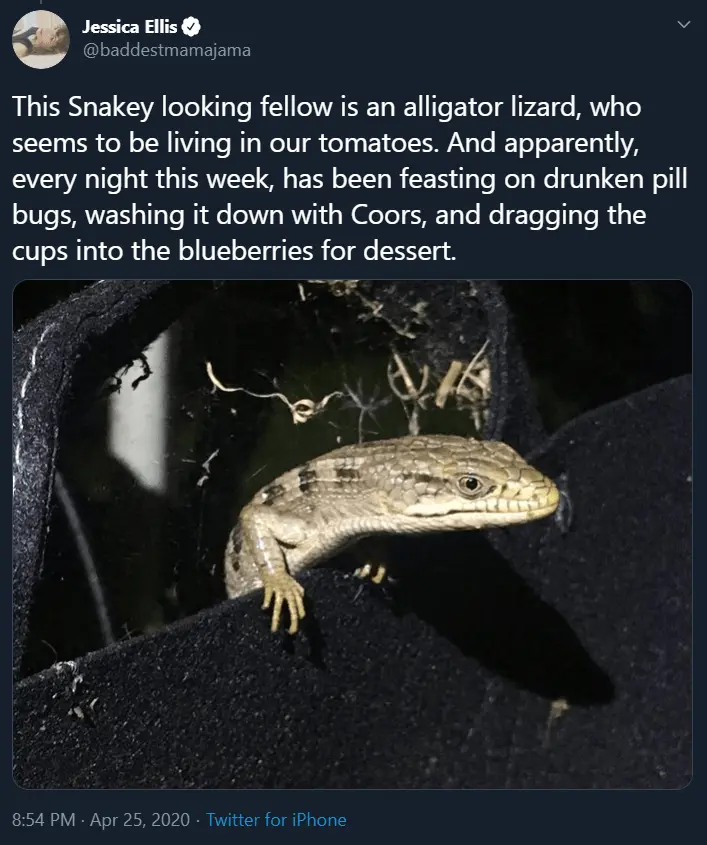 Jessica Ellis
@baddestmamajama
This Snakey looking fellow is an alligator lizard, who
seems to be living in our tomatoes. And apparently,
every night this week, has been feasting on drunken pill
bugs, washing it down with Coors, and dragging the
cups into the blueberries for dessert.
8:54 PM · Apr 25, 2020 · Twitter for iPhone